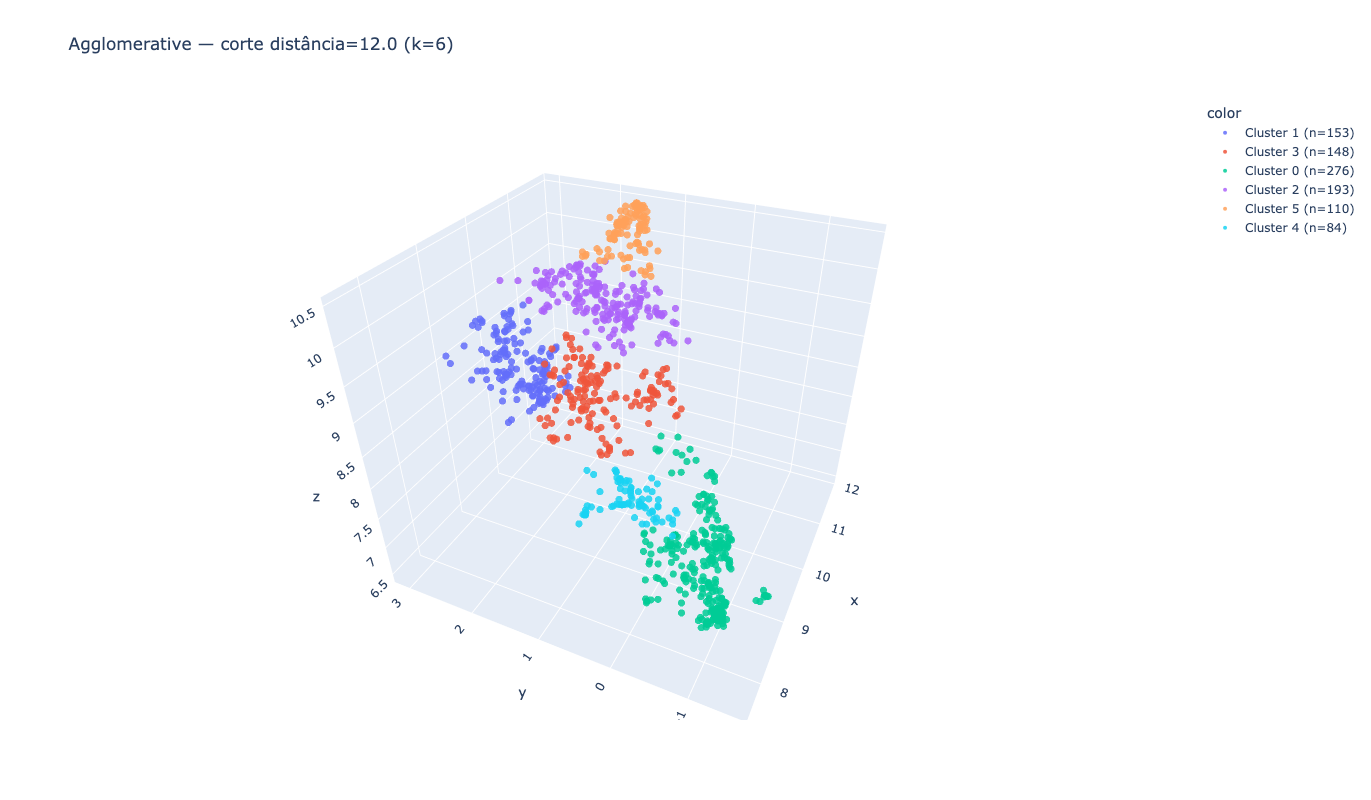 Agglomerative — corte distância=12.0 (k=6)
color
Cluster 1 (n=153)
Cluster 3 (n=148)
Cluster 0 (n=276)
Cluster 2 (n=193)
Cluster 5 (n=110)
Cluster 4 (n=84)
10.5
10
9.5
9
8.5
8
7.5
7
6.5
z
3
2
1
0
1
y
12
11
10
9
8
x